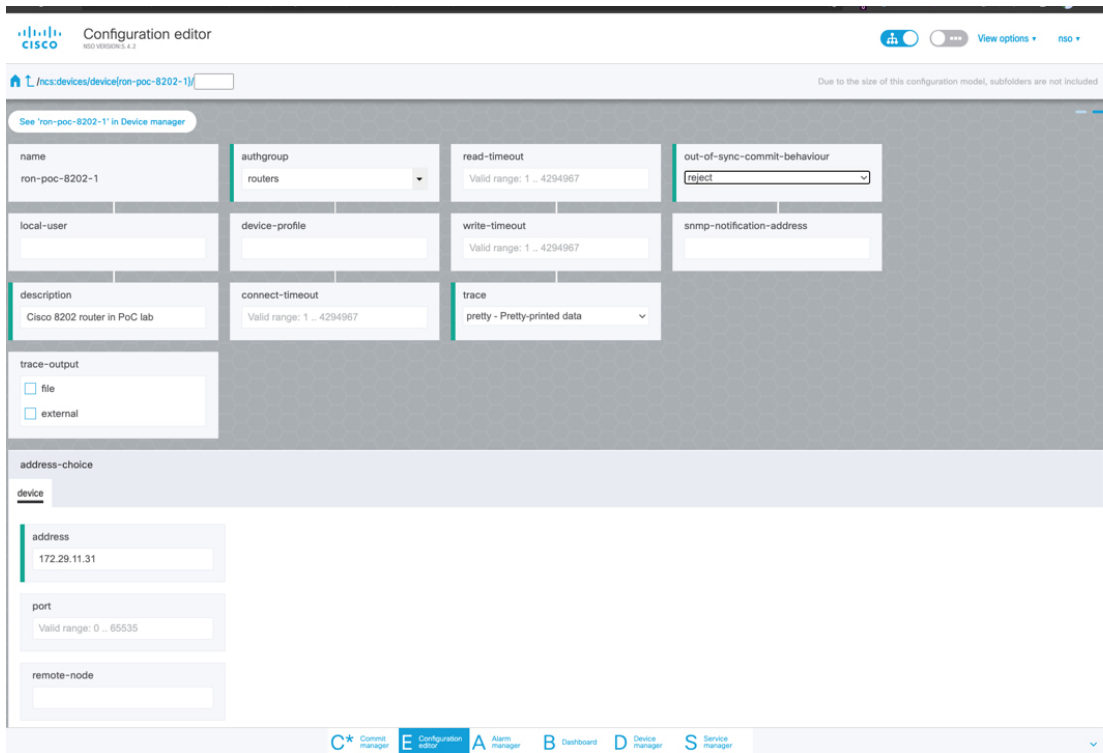 CISCO
Configuration editor
NSO VERSION:5.4.2
View options
nso
/ncs:devices/device{ron-poc-8202-1}/
Due to the size of this configuration model, subfolders are not included
See 'ron-poc-8202-1' in Device manager
name
ron-poc-8202-1
authgroup
routers
read-timeout
Valid range: 1 .. 4294967
out-of-sync-commit-behaviour
reject
local-user
device-profile
write-timeout
Valid range: 1 .. 4294967
snmp-notification-address
description
Cisco 8202 router in PoC lab
connect-timeout
Valid range: 1 .. 4294967
trace
pretty - Pretty-printed data
trace-output
file
external
address-choice
device
address
172.29.11.31
port
Valid range: 0 .. 65535
remote-node
C* Commit manager
E Configuration editor
A Alarm manager
B Dashboard
D Device manager
S Service manager